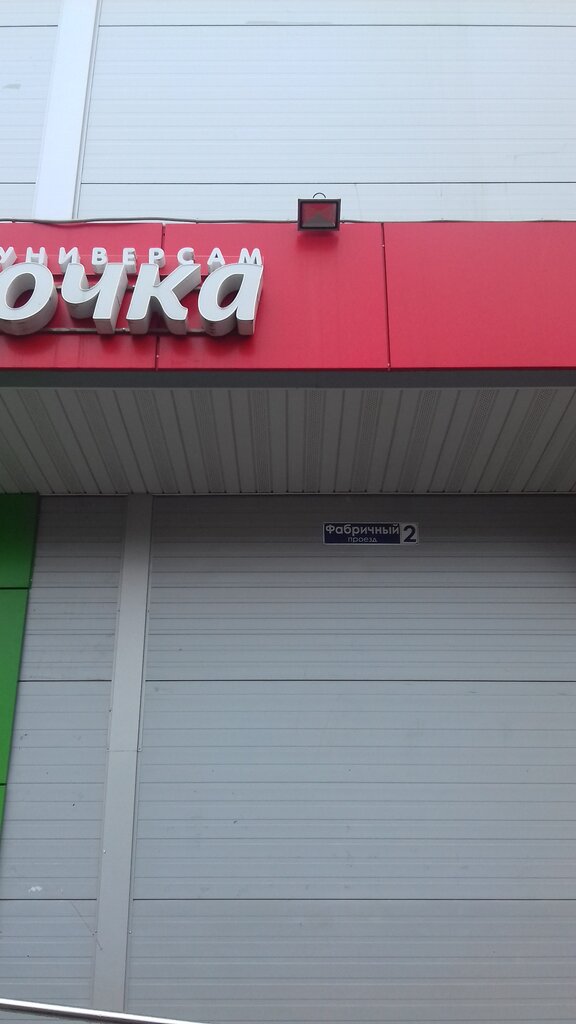 УНИВЕРСАМ
очка
Фабричный
проезд
2